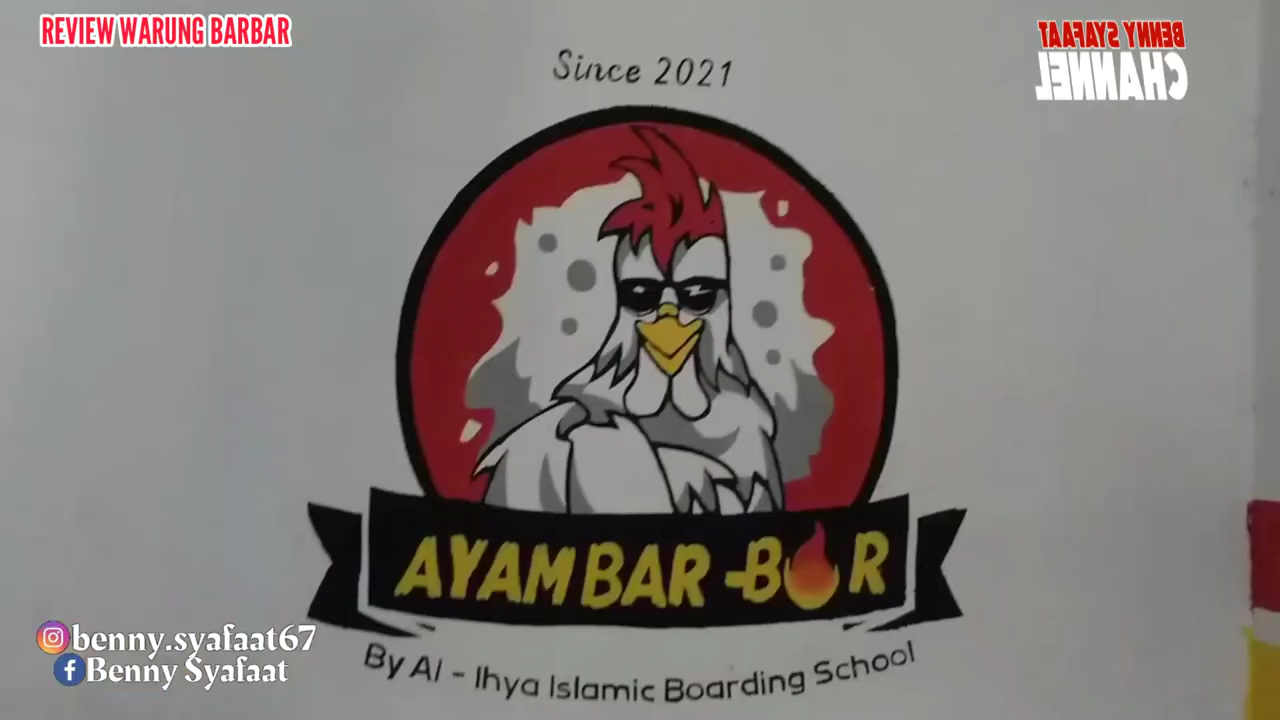 REVIEW WARUNG BARBAR
BENNY SYAFAAT
CHANNEL
Since 2021
AYAM BAR -BAR
By Al - Ihya Islamic Boarding School
benny.syafaat67
Benny Syafaat